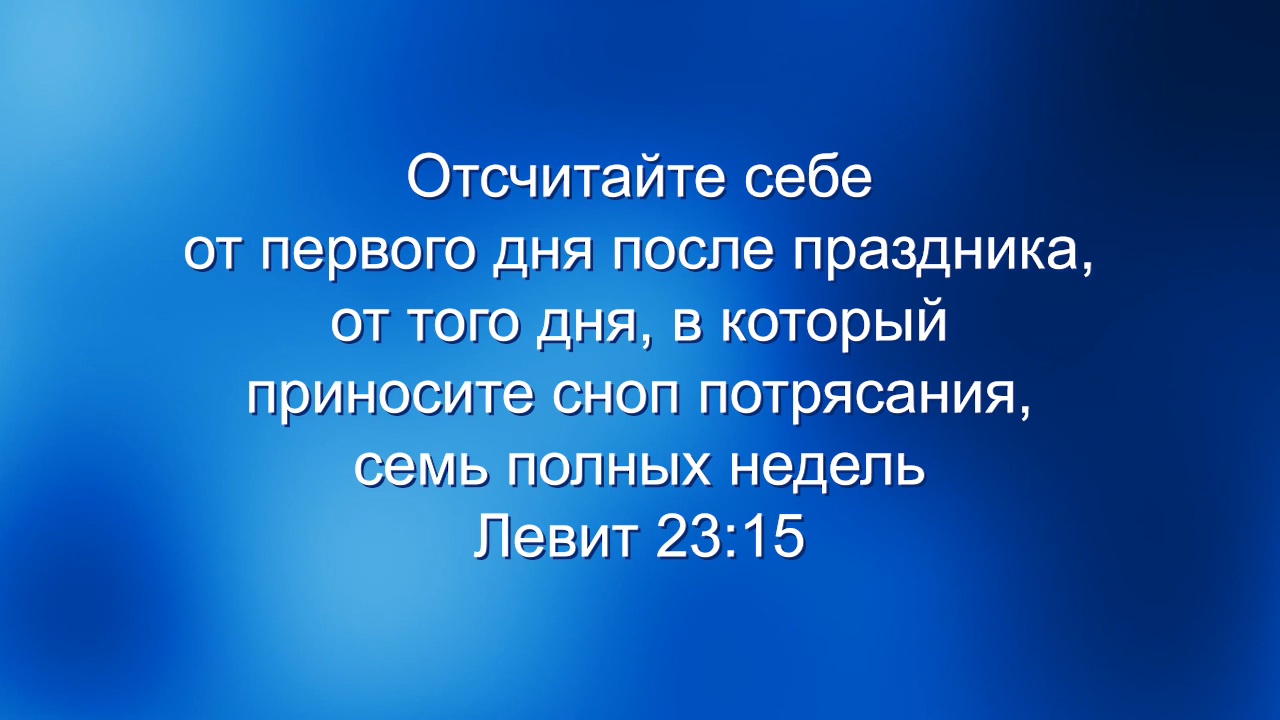 Отсчитайте себе
от первого дня после праздника,
от того дня, в который
приносите сноп потрясания,
семь полных недель
Левит 23:15